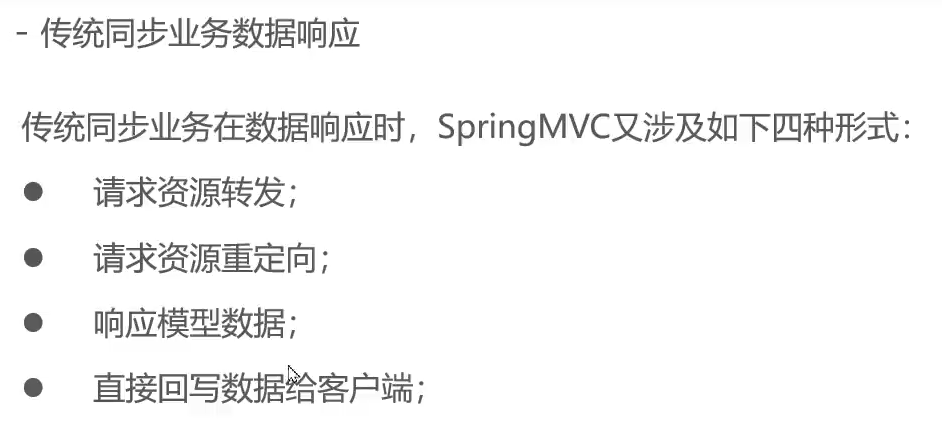 - 传统同步业务数据响应
传统同步业务在数据响应时，SpringMVC又涉及如下四种形式：
● 请求资源转发；
● 请求资源重定向；
● 响应模型数据；
● 直接回写数据给客户端；